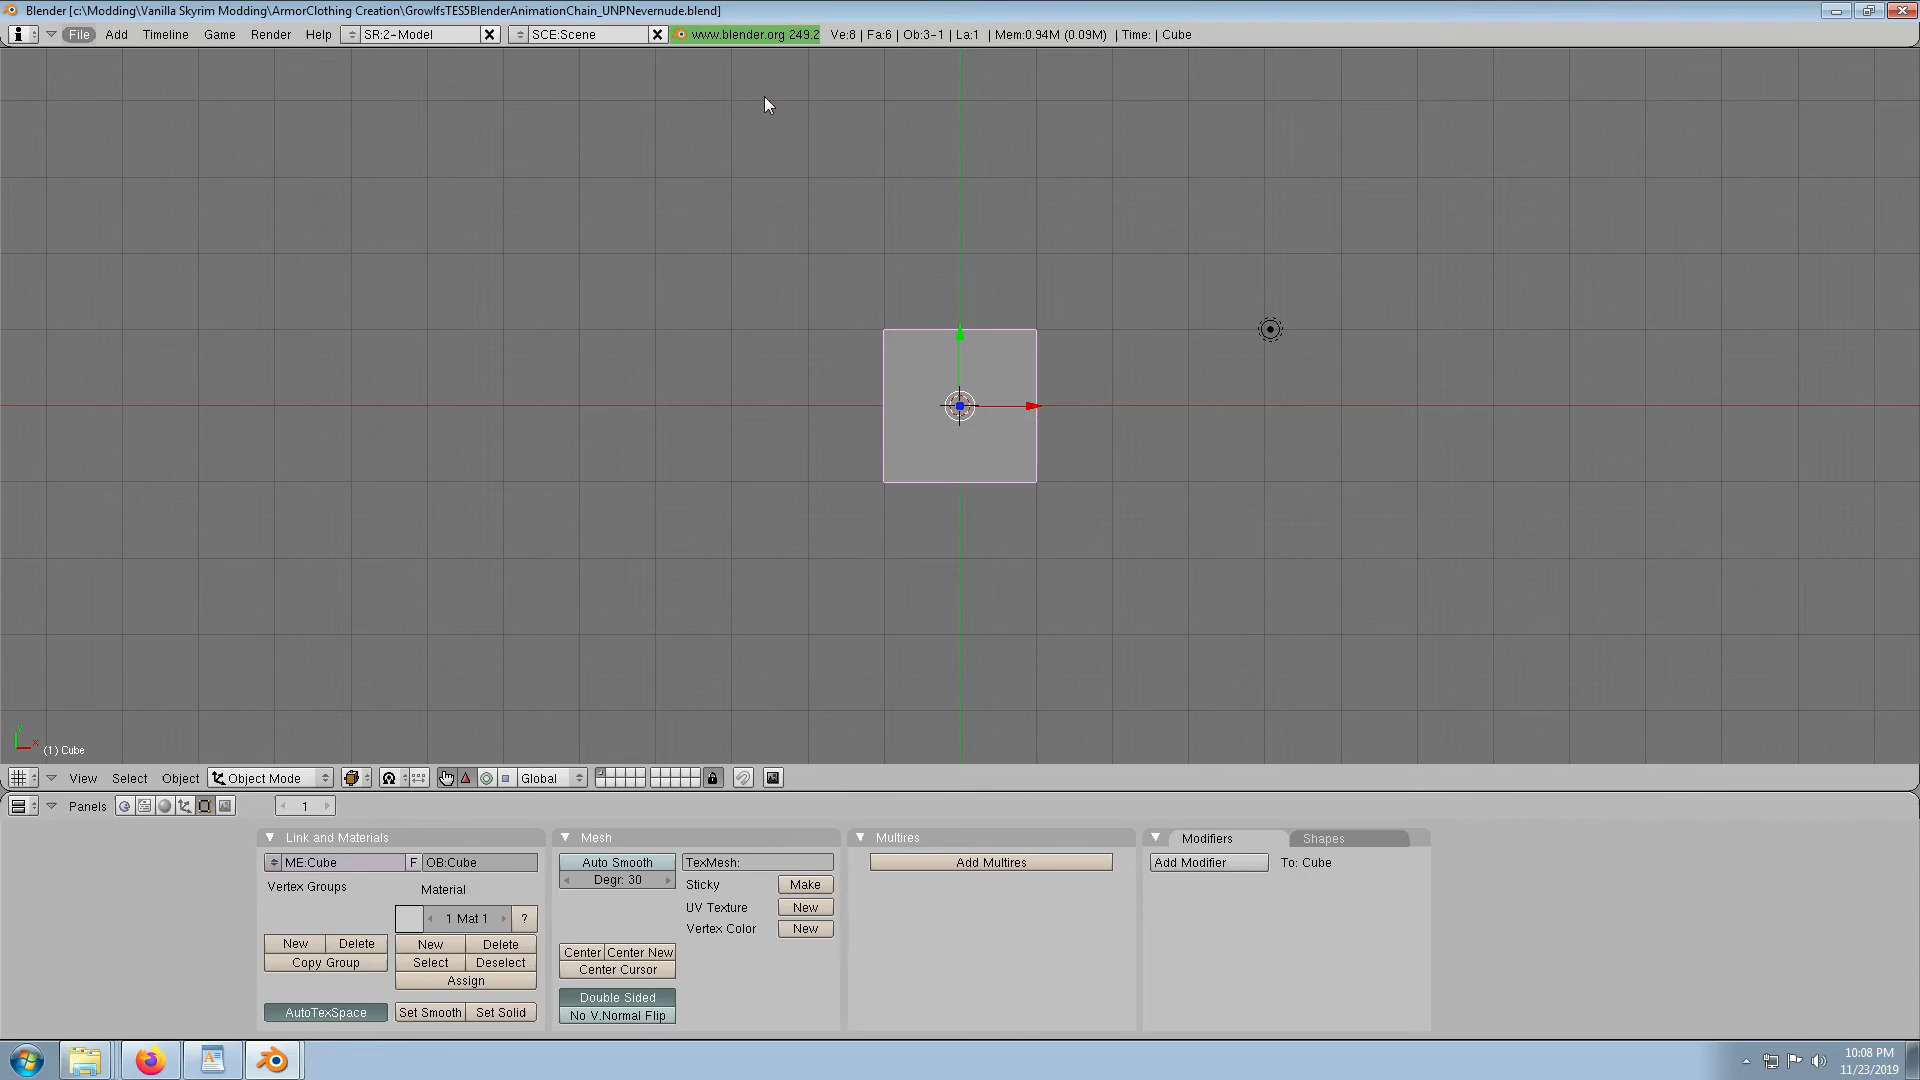 Blender [c:\Modding\Vanilla Skyrim Modding\ArmorClothing Creation\GrowlfsTES5BlenderAnimationChain_UNPNevernude.blend]
File Add Timeline Game Render Help SR:2-Model SCE:Scene www.blender.org 249.2 Ve:8 | Fa:6 | Ob:3-1 | La:1 | Mem:0.94M (0.09M) | Time: | Cube
(1) Cube
View Select Object Object Mode Global
Panels 1
Link and Materials Mesh Multires Modifiers Shapes
ME:Cube F OB:Cube Auto Smooth TexMesh: Add Multires Add Modifier To: Cube
Degr: 30
Vertex Groups Material Sticky Make
UV Texture New
1 Mat 1 ? Vertex Color New
New Delete New Delete Center Center New
Copy Group Select Deselect Center Cursor
Assign
Double Sided
AutoTexSpace Set Smooth Set Solid No V.Normal Flip
10:08 PM
11/23/2019